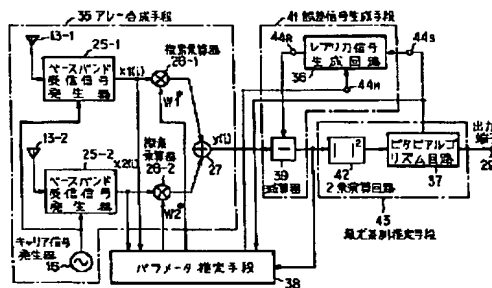 35 アレー合成手段
41 誤差信号生成手段
13-1
25-1
ベースバンド
受信信号
発生器
x1(i)
複素乗算器
28-1
W1*
44R
レプリカ信号
生成回路
36
44S
44M
13-2
25-2
ベースバンド
受信信号
発生器
x2(i)
複素
乗算器
28-2
W2*
27
y(i)
39 減算器
| |²
42
2乗演算回路
ビタビアルゴ
リズム回路
37
出力
端子
43
最尤系列推定手段
キャリア信号
発生器
16
パラメータ推定手段
38